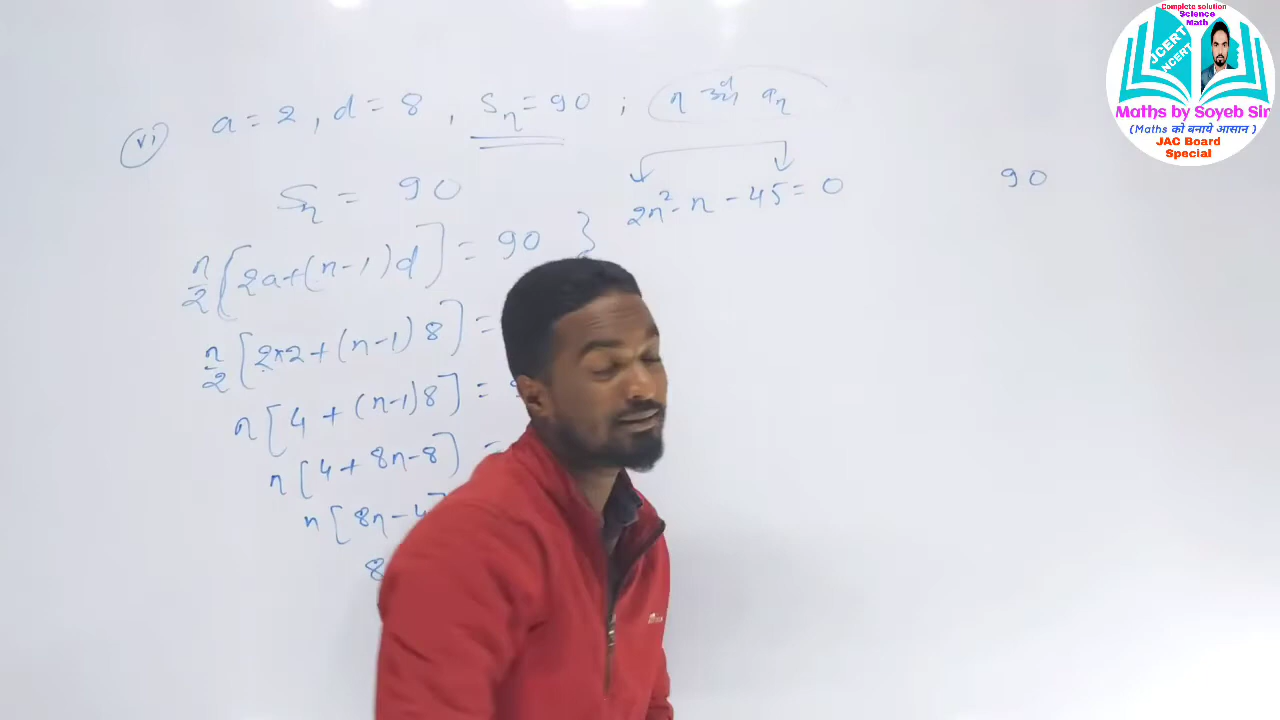 (vi) a = 2, d = 8, Sn = 90 ; n और an
Sn = 90
n/2 [2a+(n-1)d] = 90 }
n/2 [2×2+(n-1)8] =
n [4 + (n-1)8] =
n [4 + 8n-8] =
n [8n-4]
8
2n²- n - 45 = 0
90
Complete solution
Science
Math
JCERT
NCERT
Maths by Soyeb Sir
(Maths को बनाये आसान )
JAC Board
Special